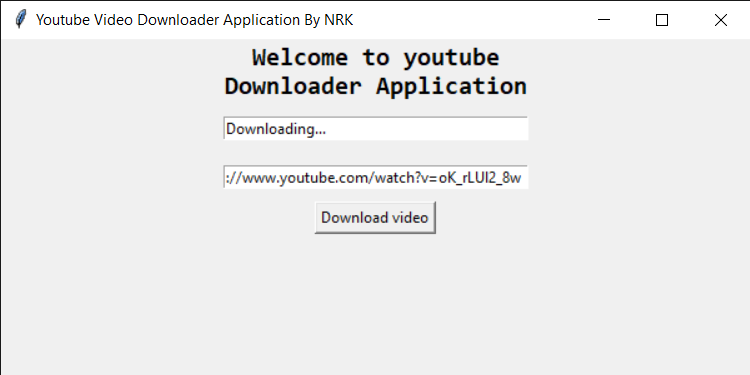 Youtube Video Downloader Application By NRK
Welcome to youtube
Downloader Application
Downloading...
://www.youtube.com/watch?v=oK_rLUI2_8w
Download video